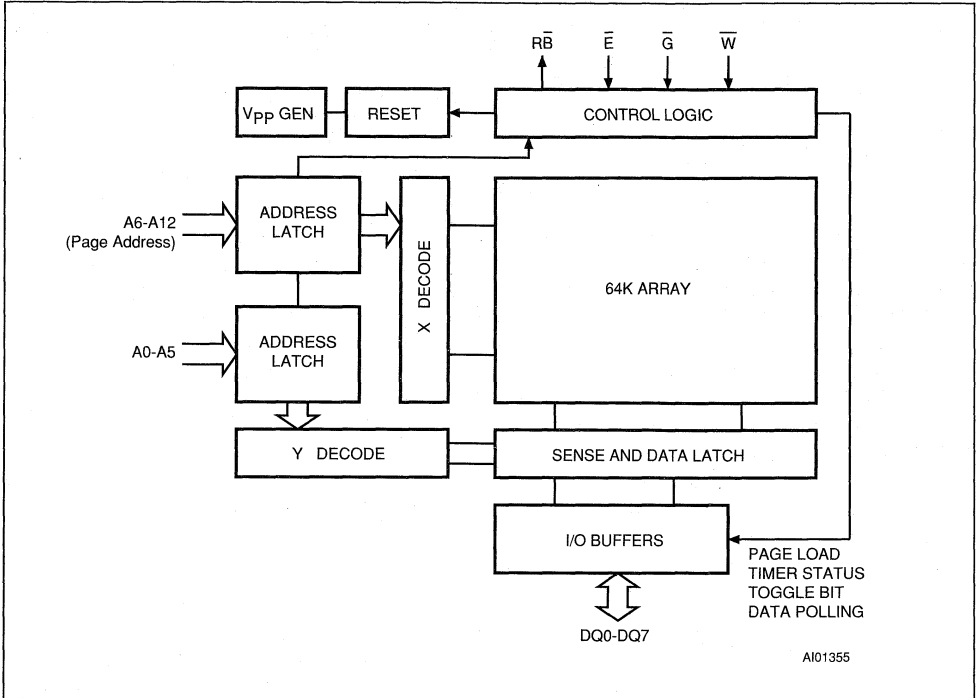 RB̅ E̅ G̅ W̅
VPP GEN
RESET
CONTROL LOGIC
A6-A12
(Page Address)
ADDRESS
LATCH
X DECODE
64K ARRAY
A0-A5
ADDRESS
LATCH
Y DECODE
SENSE AND DATA LATCH
I/O BUFFERS
PAGE LOAD
TIMER STATUS
TOGGLE BIT
DATA POLLING
DQ0-DQ7
AI01355